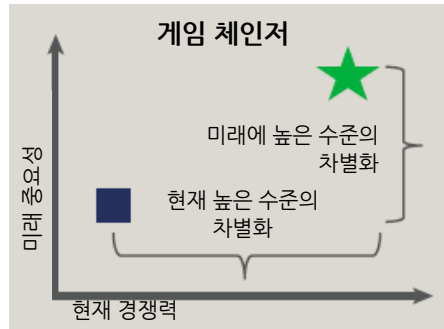 게임 체인저
미래에 높은 수준의
차별화
현재 높은 수준의
차별화
미래 중요성
현재 경쟁력